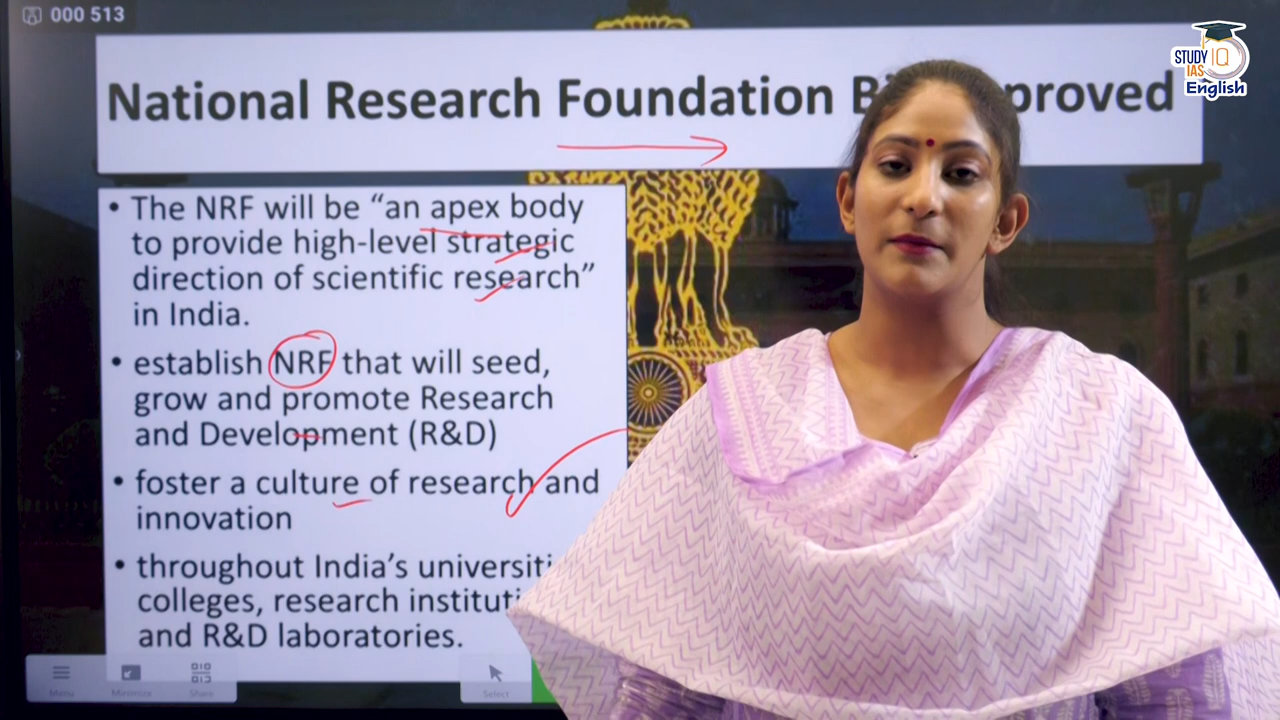 000 513
STUDY IQ
IAS
English
National Research Foundation proved
• The NRF will be “an apex body
to provide high-level strategic
direction of scientific research”
in India.
• establish NRF that will seed,
grow and promote Research
and Development (R&D)
• foster a culture of research and
innovation
• throughout India’s
colleges, research
and R&D laboratories.
Menu
Minimize
Share
Select